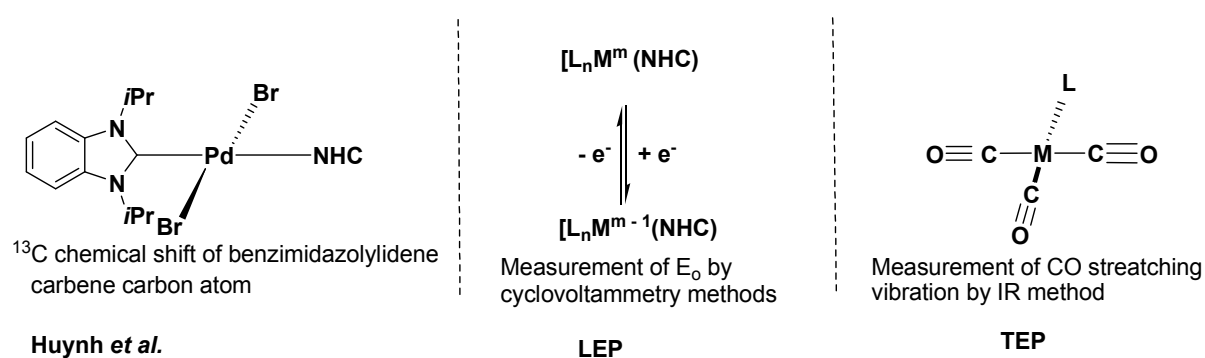 iPr
N
Br
Pd
NHC
N
iPr
Br
¹³C chemical shift of benzimidazolylidene
carbene carbon atom
Huynh et al.
[LₙMᵐ (NHC)
- e⁻ + e⁻
[LₙMᵐ ⁻ ¹(NHC)
Measurement of Eₒ by
cyclovoltammetry methods
LEP
L
O C M C O
C
O
Measurement of CO streatching
vibration by IR method
TEP